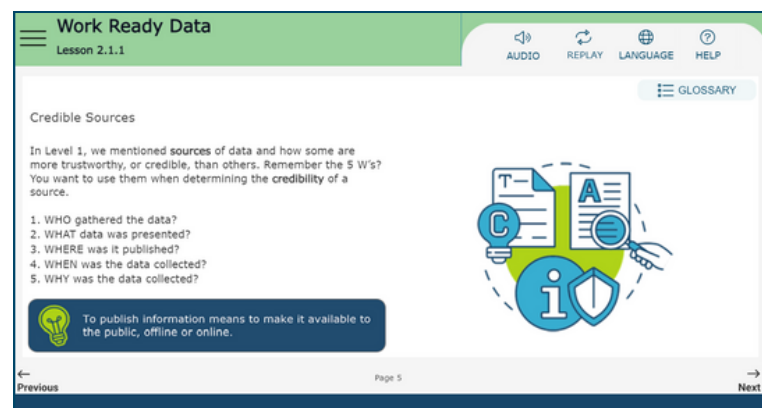 Work Ready Data
Lesson 2.1.1
AUDIO
REPLAY
LANGUAGE
HELP
GLOSSARY
Credible Sources
In Level 1, we mentioned sources of data and how some are
more trustworthy, or credible, than others. Remember the 5 W's?
You want to use them when determining the credibility of a
source.
1. WHO gathered the data?
2. WHAT data was presented?
3. WHERE was it published?
4. WHEN was the data collected?
5. WHY was the data collected?
T
A
C
i
To publish information means to make it available to
the public, offline or online.
Previous
Page 5
Next